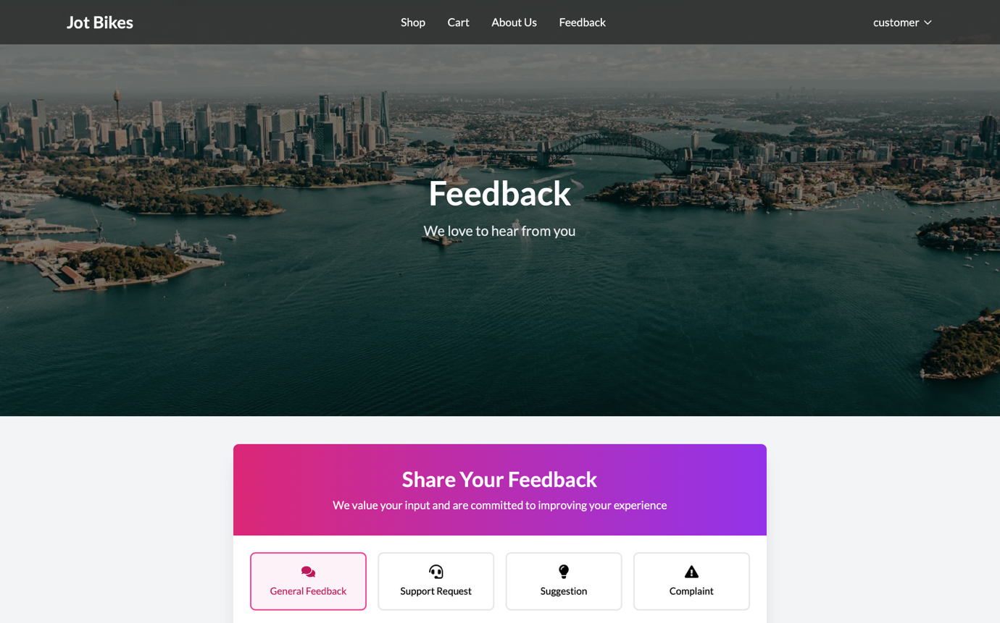 Jot Bikes
Shop Cart About Us Feedback
customer
Feedback
We love to hear from you
Share Your Feedback
We value your input and are committed to improving your experience
General Feedback
Support Request
Suggestion
Complaint